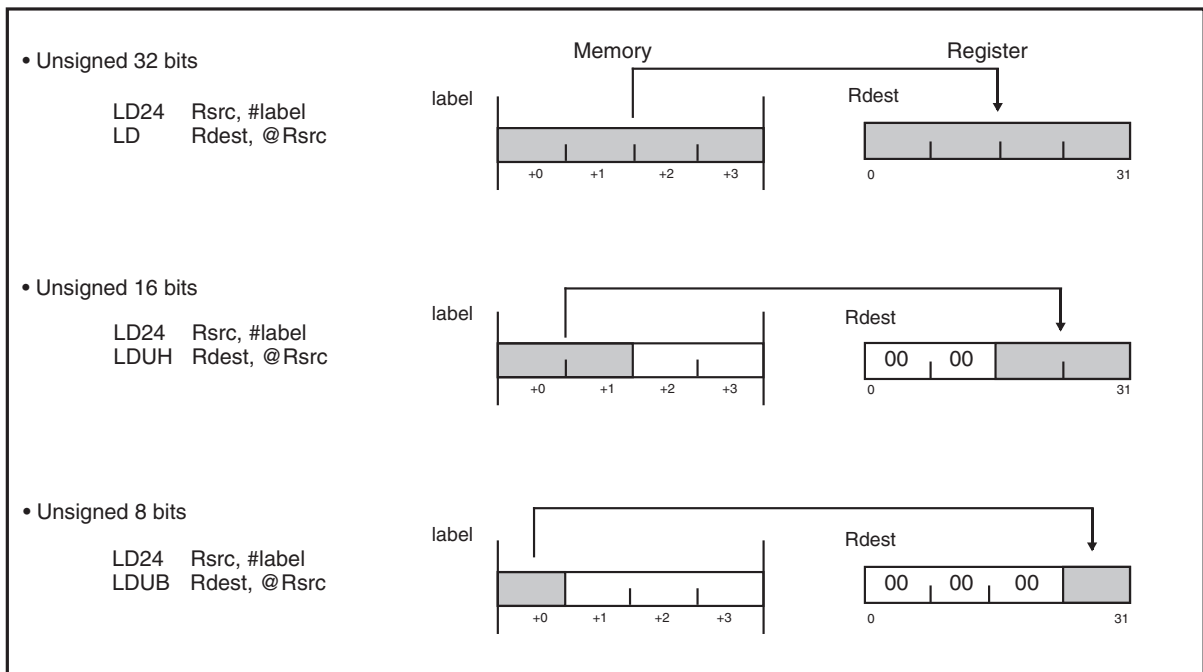 Memory Register
• Unsigned 32 bits
label Rdest
LD24 Rsrc, #label
LD Rdest, @Rsrc
+0 +1 +2 +3 0 31
• Unsigned 16 bits
label Rdest
LD24 Rsrc, #label
LDUH Rdest, @Rsrc
00 00
+0 +1 +2 +3 0 31
• Unsigned 8 bits
label Rdest
LD24 Rsrc, #label
LDUB Rdest, @Rsrc
00 00 00
+0 +1 +2 +3 0 31